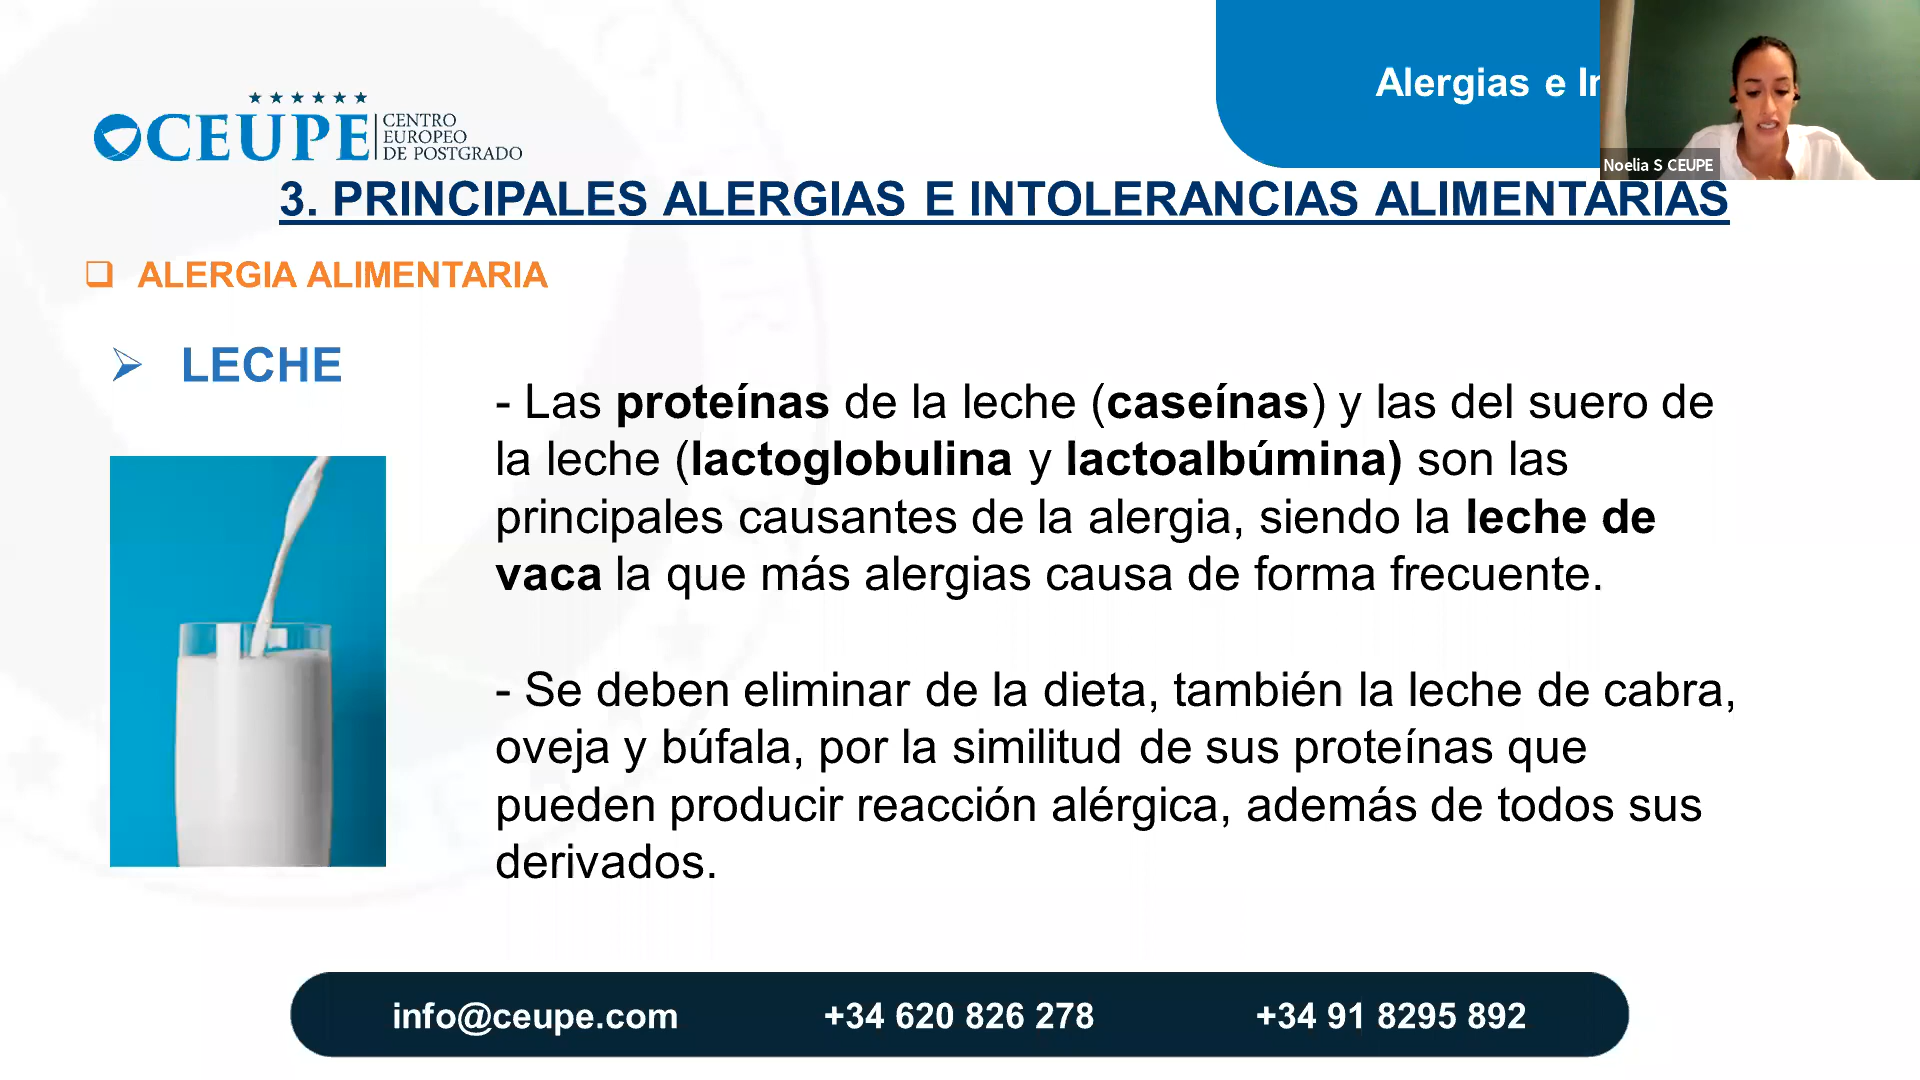 Alergias e In
CEUPE
CENTRO
EUROPEO
DE POSTGRADO
Noelia S CEUPE
3. PRINCIPALES ALERGIAS E INTOLERANCIAS ALIMENTARIAS
ALERGIA ALIMENTARIA
LECHE
- Las proteínas de la leche (caseínas) y las del suero de
la leche (lactoglobulina y lactoalbúmina) son las
principales causantes de la alergia, siendo la leche de
vaca la que más alergias causa de forma frecuente.
- Se deben eliminar de la dieta, también la leche de cabra,
oveja y búfala, por la similitud de sus proteínas que
pueden producir reacción alérgica, además de todos sus
derivados.
info@ceupe.com +34 620 826 278 +34 91 8295 892